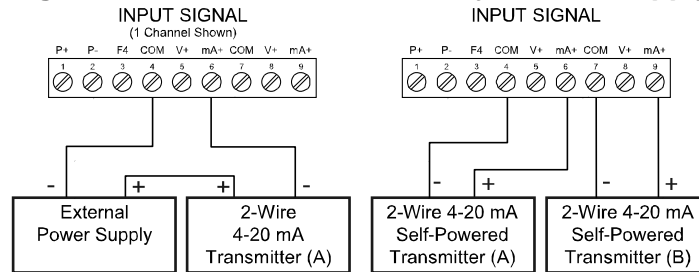 INPUT SIGNAL
(1 Channel Shown)
P+ P- F4 COM V+ mA+ COM V+ mA+
1 2 3 4 5 6 7 8 9
- + + -
External
Power Supply
2-Wire
4-20 mA
Transmitter (A)
INPUT SIGNAL
P+ P- F4 COM V+ mA+ COM V+ mA+
1 2 3 4 5 6 7 8 9
- + - +
2-Wire 4-20 mA
Self-Powered
Transmitter (A)
2-Wire 4-20 mA
Self-Powered
Transmitter (B)